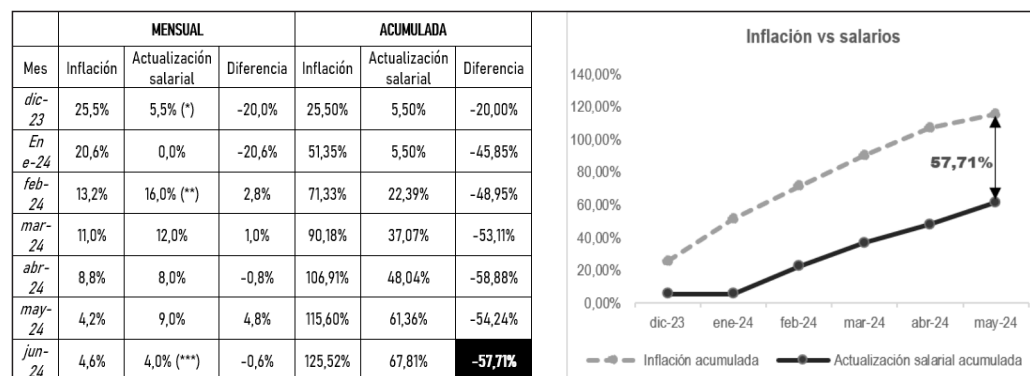 MENSUAL ACUMULADA
Mes Inflación Actualización salarial Diferencia Inflación Actualización salarial Diferencia
dic-23 25,5% 5,5% (*) -20,0% 25,50% 5,50% -20,00%
En e-24 20,6% 0,0% -20,6% 51,35% 5,50% -45,85%
feb-24 13,2% 16,0% (**) 2,8% 71,33% 22,39% -48,95%
mar-24 11,0% 12,0% 1,0% 90,18% 37,07% -53,11%
abr-24 8,8% 8,0% -0,8% 106,91% 48,04% -58,88%
may-24 4,2% 9,0% 4,8% 115,60% 61,36% -54,24%
jun-24 4,6% 4,0% (***) -0,6% 125,52% 67,81% -57,71%
Inflación vs salarios
140,00%
120,00%
100,00%
80,00%
60,00%
40,00%
20,00%
0,00%
57,71%
dic-23 ene-24 feb-24 mar-24 abr-24 may-24
Inflación acumulada Actualización salarial acumulada